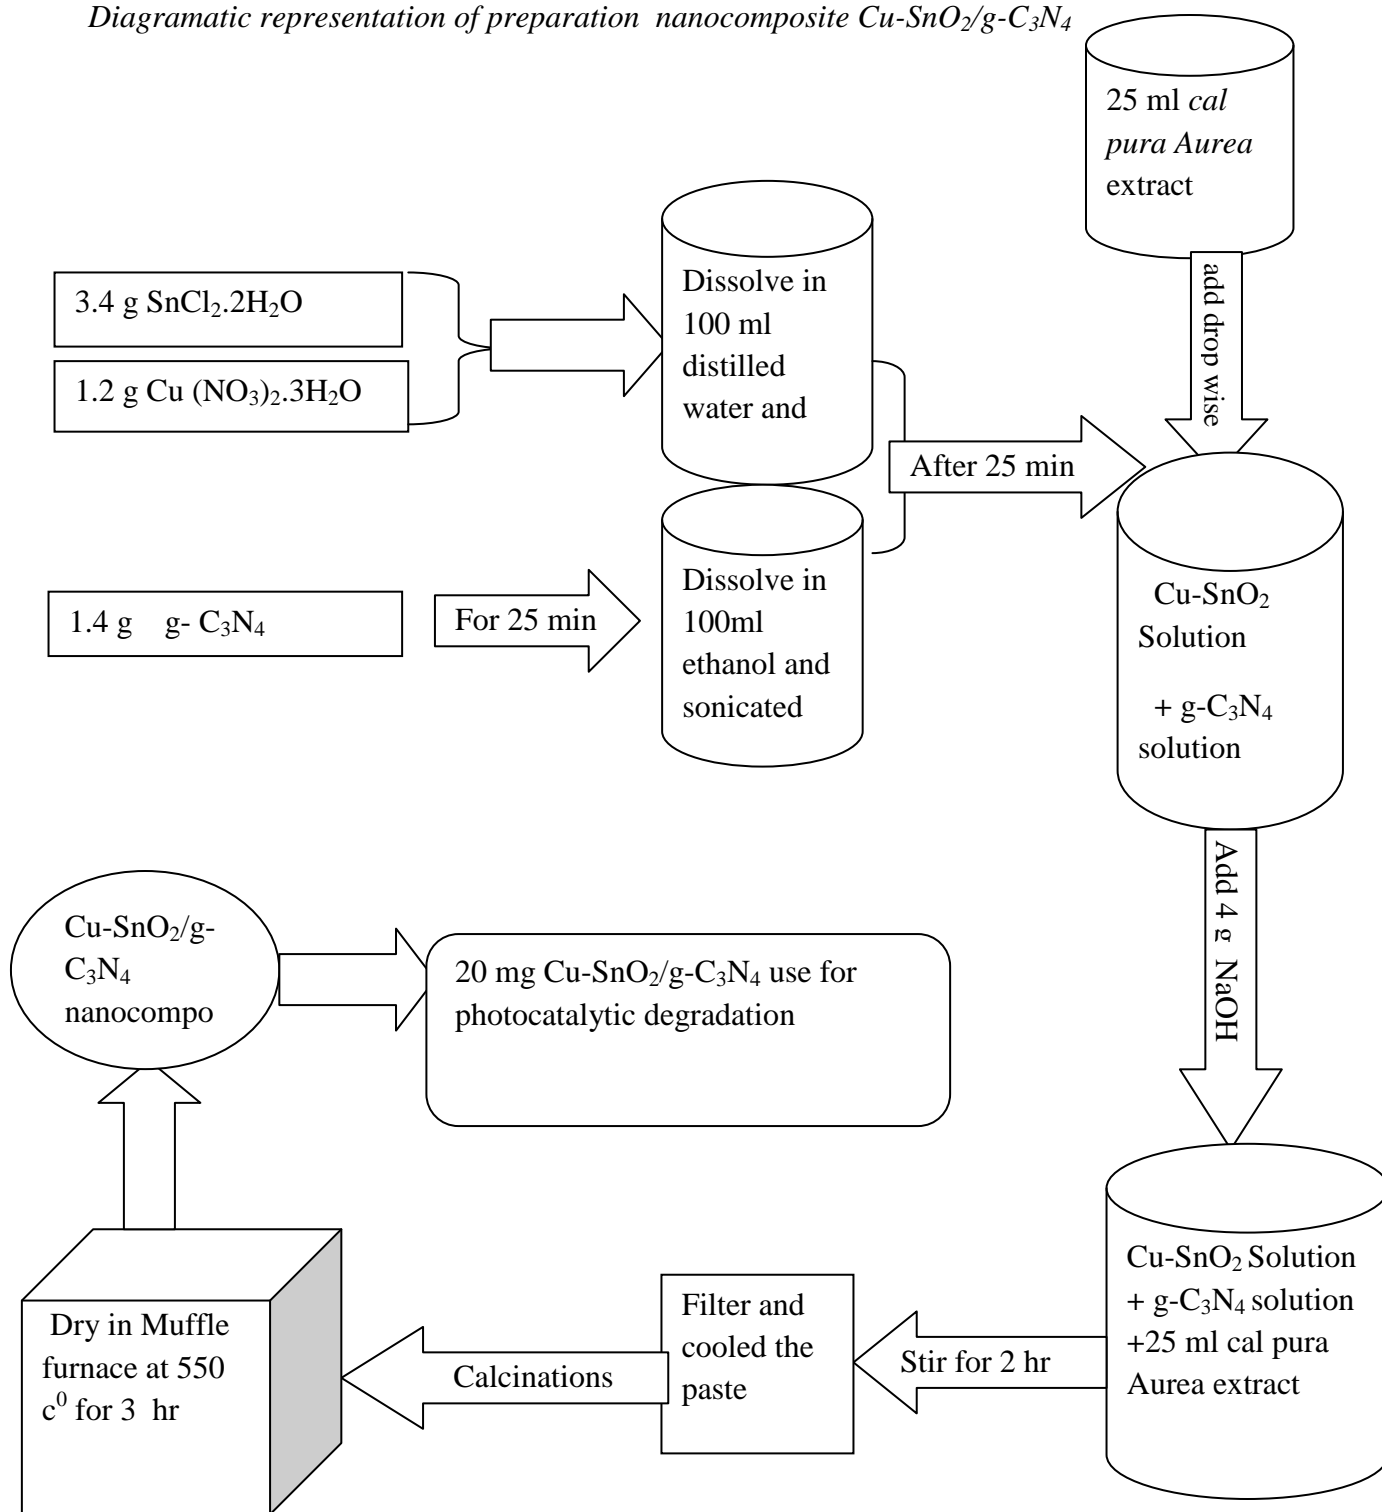 Diagramatic representation of preparation nanocomposite Cu-SnO₂/g-C₃N₄
25 ml cal
pura Aurea
extract
add drop wise
3.4 g SnCl₂.2H₂O
1.2 g Cu (NO₃)₂.3H₂O
Dissolve in
100 ml
distilled
water and
After 25 min
1.4 g g- C₃N₄
For 25 min
Dissolve in
100ml
ethanol and
sonicated
Cu-SnO₂
Solution
+ g-C₃N₄
solution
Add 4 g NaOH
Cu-SnO₂ Solution
+ g-C₃N₄ solution
+25 ml cal pura
Aurea extract
Stir for 2 hr
Filter and
cooled the
paste
Calcinations
Dry in Muffle
furnace at 550
c⁰ for 3 hr
Cu-SnO₂/g-
C₃N₄
nanocompo
20 mg Cu-SnO₂/g-C₃N₄ use for
photocatalytic degradation